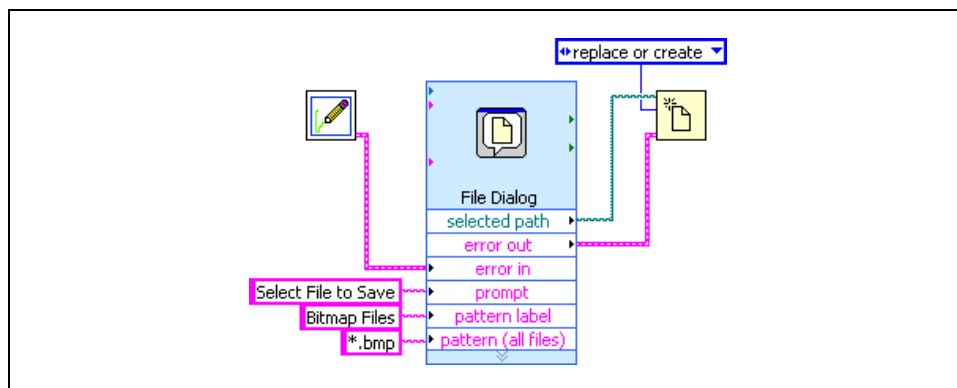 replace or create
File Dialog
selected path
error out
error in
Select File to Save
prompt
Bitmap Files
pattern label
*.bmp
pattern (all files)